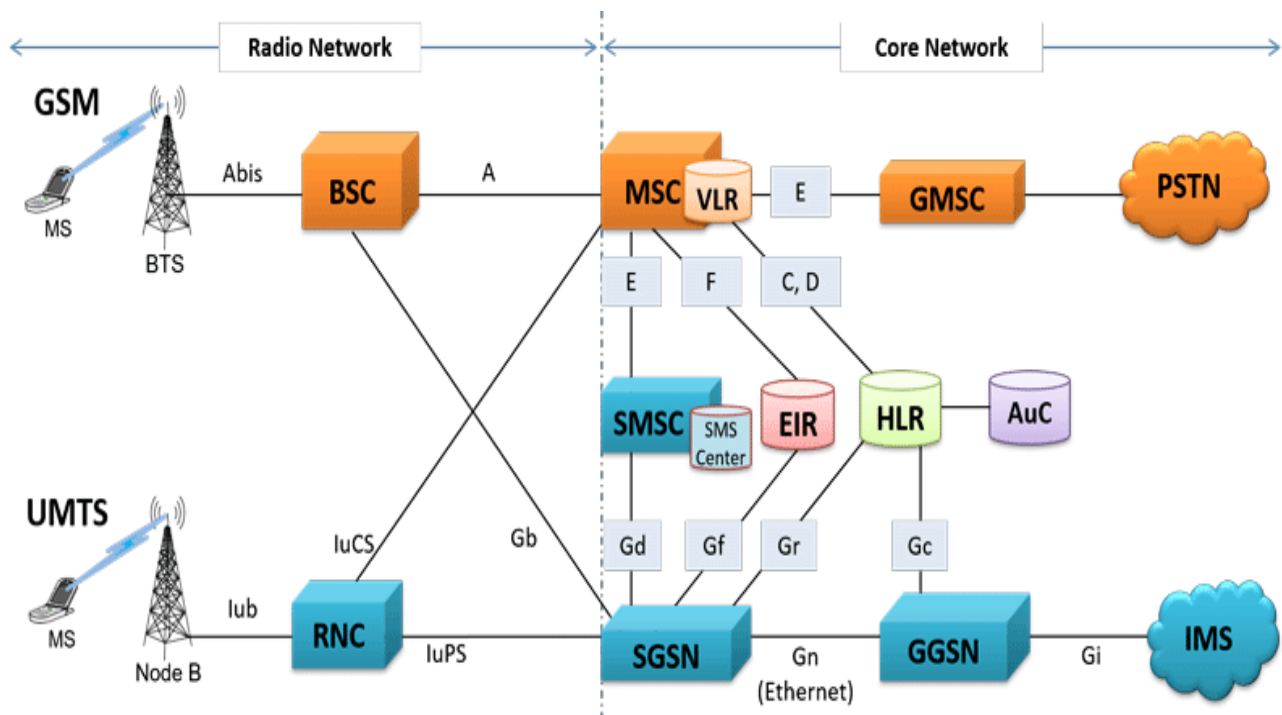 Radio Network
Core Network
GSM
MS
BTS
Abis
BSC
A
MSC
VLR
E
GMSC
PSTN
E
F
C, D
SMSC
SMS
Center
EIR
HLR
AuC
UMTS
MS
Node B
Iub
RNC
IuCS
IuPS
Gb
Gd
Gf
Gr
Gc
SGSN
Gn
(Ethernet)
GGSN
Gi
IMS